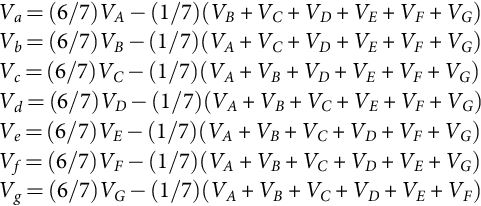 V_a = (6/7) V_A − (1/7) (V_B + V_C + V_D + V_E + V_F + V_G)
V_b = (6/7) V_B − (1/7) (V_A + V_C + V_D + V_E + V_F + V_G)
V_c = (6/7) V_C − (1/7) (V_A + V_B + V_D + V_E + V_F + V_G)
V_d = (6/7) V_D − (1/7) (V_A + V_B + V_C + V_E + V_F + V_G)
V_e = (6/7) V_E − (1/7) (V_A + V_B + V_C + V_D + V_F + V_G)
V_f = (6/7) V_F − (1/7) (V_A + V_B + V_C + V_D + V_E + V_G)
V_g = (6/7) V_G − (1/7) (V_A + V_B + V_C + V_D + V_E + V_F)